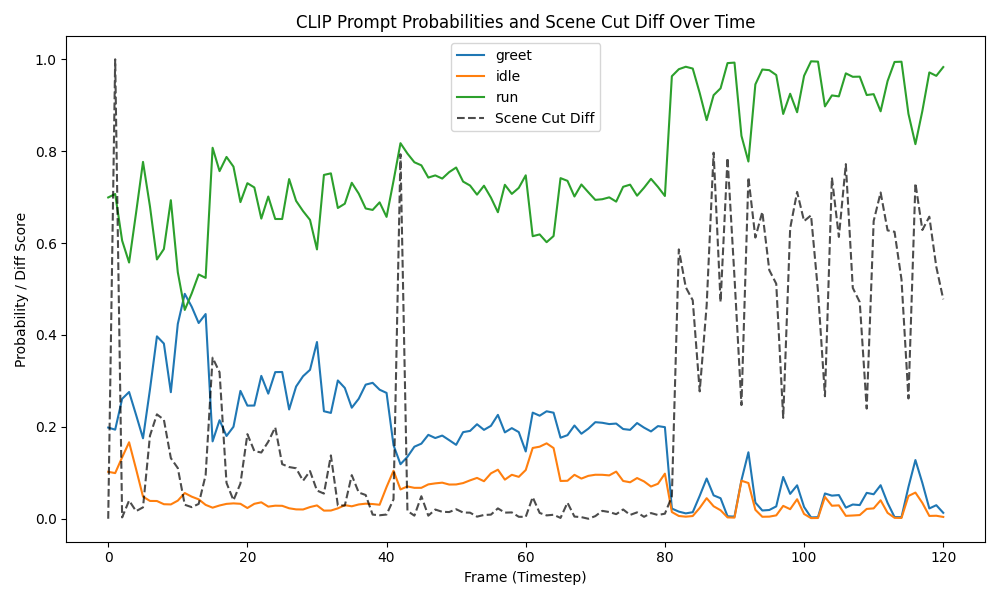 CLIP Prompt Probabilities and Scene Cut Diff Over Time
greet
idle
run
Scene Cut Diff
Probability / Diff Score
1.0
0.8
0.6
0.4
0.2
0.0
0 20 40 60 80 100 120
Frame (Timestep)